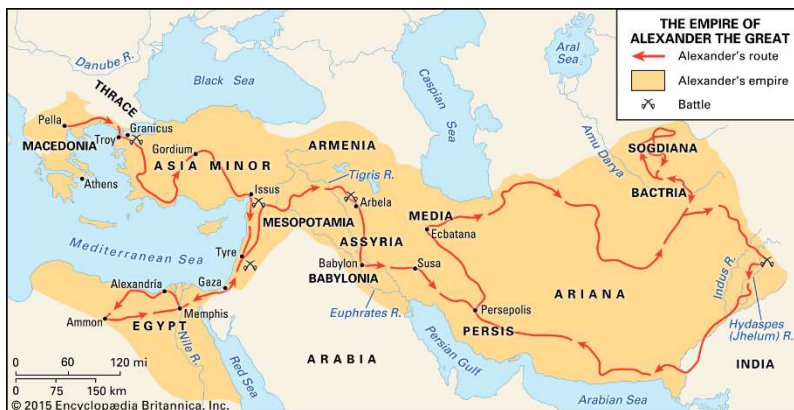 THE EMPIRE OF
ALEXANDER THE GREAT
Alexander's route
Alexander's empire
Battle
Danube R.
Black Sea
Caspian
Sea
Aral
Sea
THRACE
Pella
Granicus
Troy
MACEDONIA
Gordium
ASIA MINOR
Athens
ARMENIA
Amu Darya
SOGDIANA
BACTRIA
Tigris R.
Issus
Arbela
MESOPOTAMIA
MEDIA
Ecbatana
Mediterranean Sea
Tyre
ASSYRIA
Alexandria
Gaza
Babylon
BABYLONIA
Susa
Indus R.
ARIANA
Ammon
Memphis
EGYPT
Euphrates R.
Persepolis
PERSIS
Hydaspes
(Jhelum) R.
Nile R.
Red Sea
ARABIA
Persian Gulf
INDIA
Arabian Sea
0 60 120 mi
0 75 150 km
© 2015 Encyclopædia Britannica, Inc.